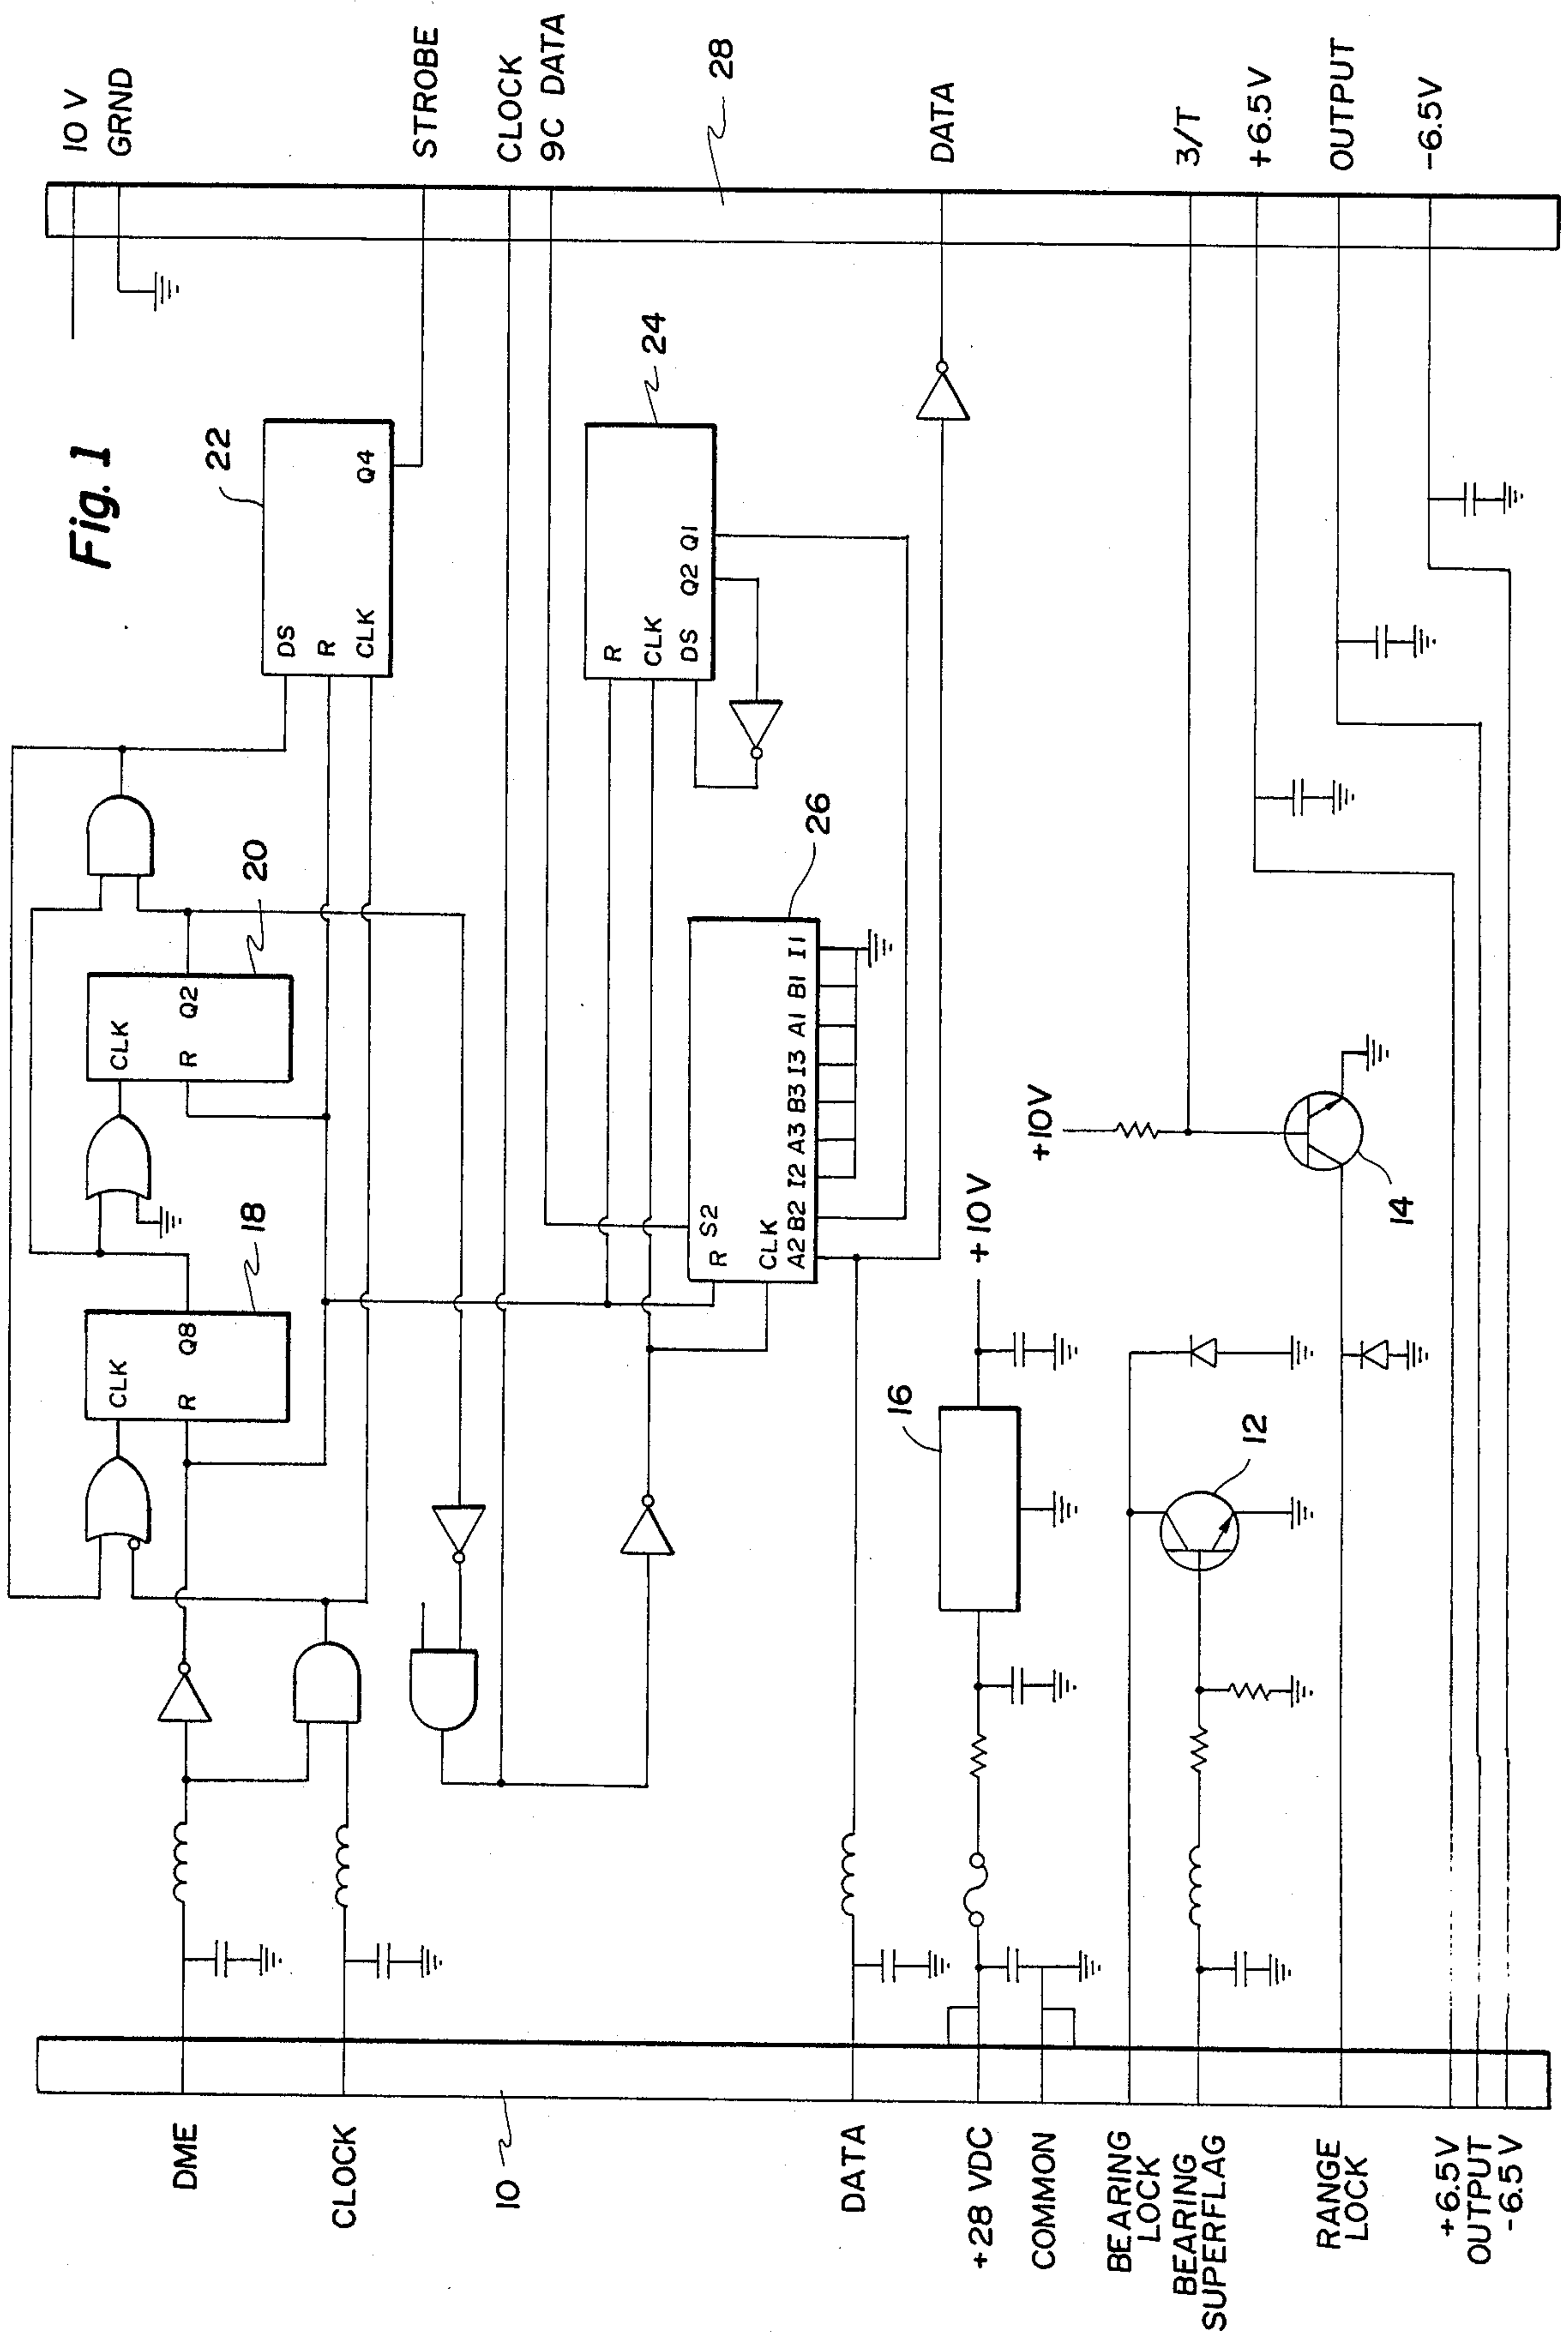 Fig. 1
10 V
GRND
STROBE
CLOCK
9C DATA
28
DATA
3/T
+6.5V
OUTPUT
-6.5V
22
DS
R
CLK
Q4
24
R
CLK
DS
Q2
Q1
20
CLK
R
Q2
18
CLK
R
Q8
26
R
S2
CLK
A2
B2
I2
A3
B3
I3
A1
B1
I1
+10V
14
+10V
16
12
10
DME
CLOCK
DATA
+28 VDC
COMMON
BEARING
LOCK
BEARING
SUPERFLAG
RANGE
LOCK
+6.5V
OUTPUT
-6.5V